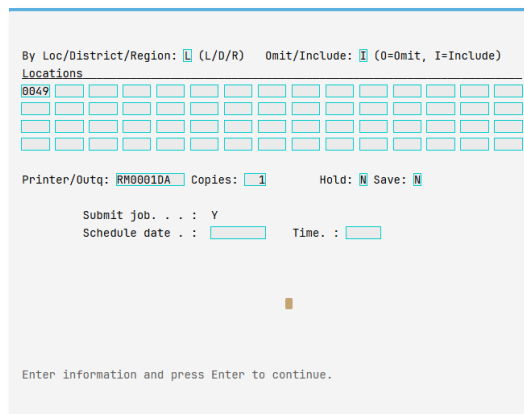 By Loc/District/Region: L (L/D/R) Omit/Include: I (O=Omit, I=Include)
Locations
0049
Printer/Outq: RM0001DA Copies: 1 Hold: N Save: N
Submit job. . . : Y
Schedule date . : Time. :
Enter information and press Enter to continue.